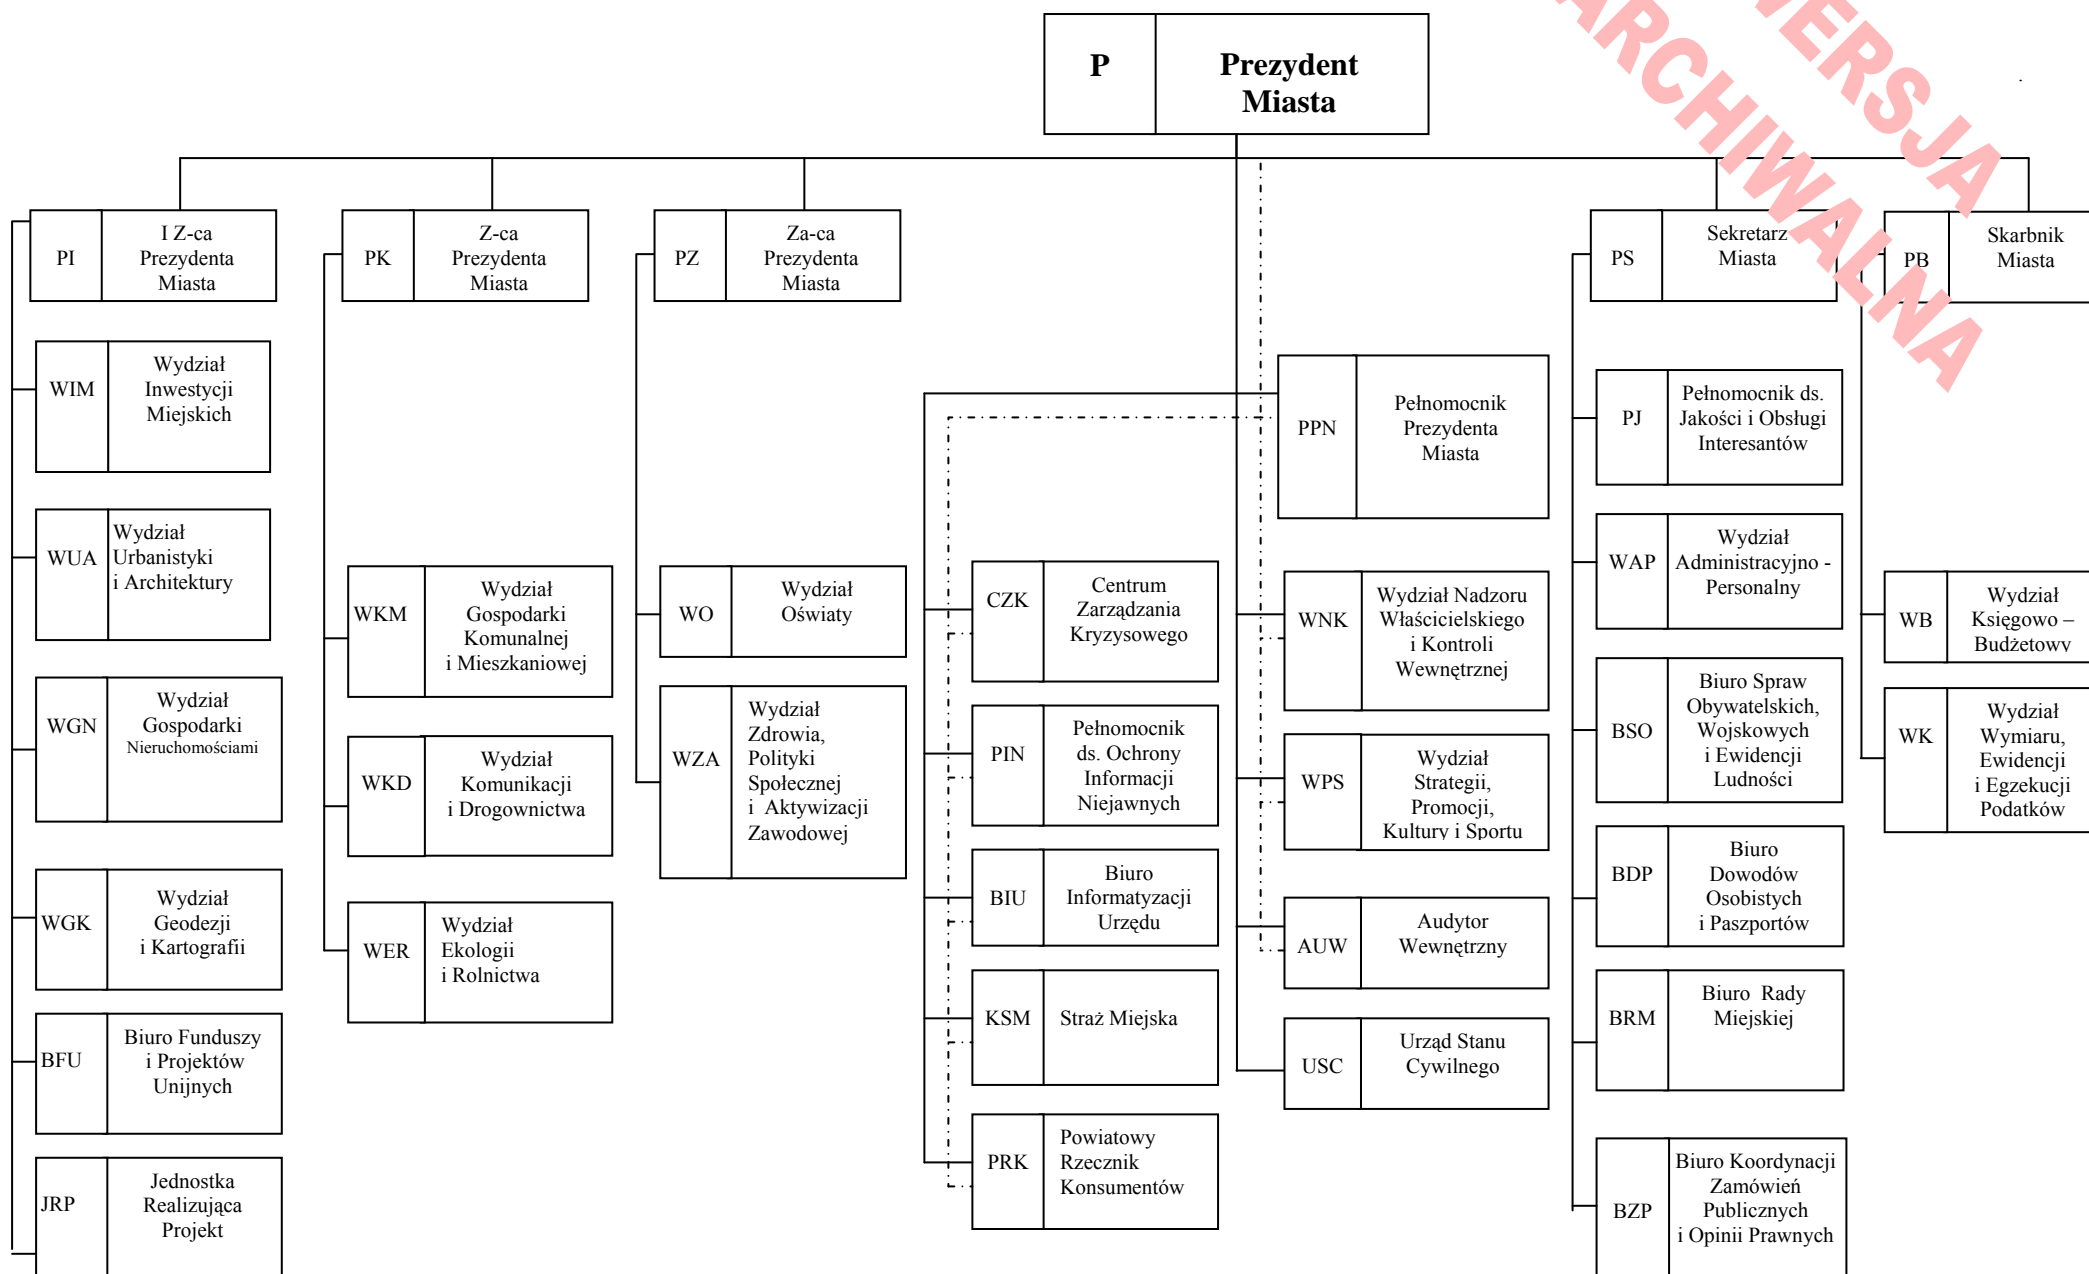 WERSJA
ARCHIWALNA
P
Prezydent
Miasta
PI
I Z-ca
Prezydenta
Miasta
PK
Z-ca
Prezydenta
Miasta
PZ
Za-ca
Prezydenta
Miasta
PS
Sekretarz
Miasta
PB
Skarbnik
Miasta
WIM
Wydział
Inwestycji
Miejskich
WUA
Wydział
Urbanistyki
i Architektury
WGN
Wydział
Gospodarki
Nieruchomościami
WGK
Wydział
Geodezji
i Kartografii
BFU
Biuro Funduszy
i Projektów
Unijnych
JRP
Jednostka
Realizująca
Projekt
WKM
Wydział
Gospodarki
Komunalnej
i Mieszkaniowej
WKD
Wydział
Komunikacji
i Drogownictwa
WER
Wydział
Ekologii
i Rolnictwa
WO
Wydział
Oświaty
WZA
Wydział
Zdrowia,
Polityki
Społecznej
i Aktywizacji
Zawodowej
PPN
Pełnomocnik
Prezydenta
Miasta
CZK
Centrum
Zarządzania
Kryzysowego
PIN
Pełnomocnik
ds. Ochrony
Informacji
Niejawnych
BIU
Biuro
Informatyzacji
Urzędu
KSM
Straż Miejska
PRK
Powiatowy
Rzecznik
Konsumentów
WNK
Wydział Nadzoru
Właścicielskiego
i Kontroli
Wewnętrznej
WPS
Wydział
Strategii,
Promocji,
Kultury i Sportu
AUW
Audytor
Wewnętrzny
USC
Urząd Stanu
Cywilnego
PJ
Pełnomocnik ds.
Jakości i Obsługi
Interesantów
WAP
Wydział
Administracyjno -
Personalny
BSO
Biuro Spraw
Obywatelskich,
Wojskowych
i Ewidencji
Ludności
BDP
Biuro
Dowodów
Osobistych
i Paszportów
BRM
Biuro Rady
Miejskiej
BZP
Biuro Koordynacji
Zamówień
Publicznych
i Opinii Prawnych
WB
Wydział
Księgowo –
Budżetowy
WK
Wydział
Wymiaru,
Ewidencji
i Egzekucji
Podatków